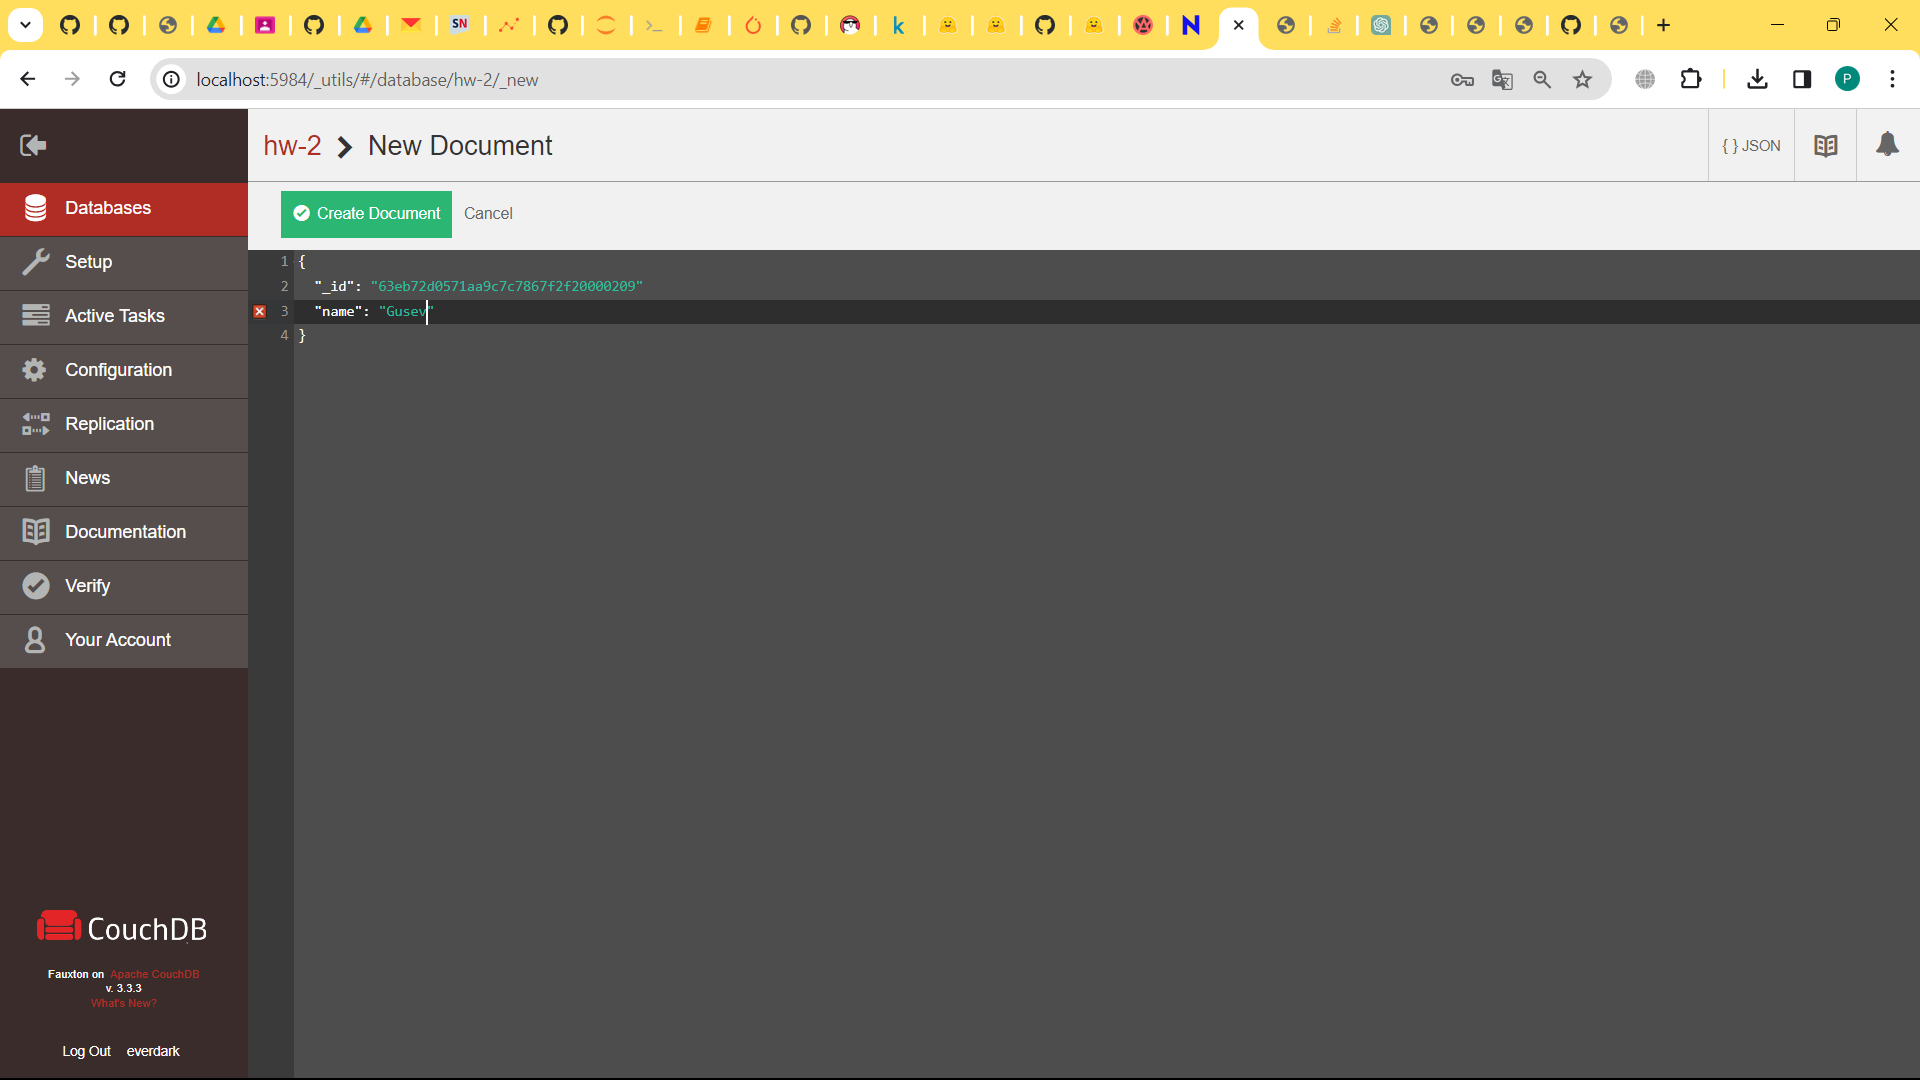 SN
k
localhost:5984/_utils/#/database/hw-2/_new
P
hw-2 New Document
{ } JSON
Databases
Create Document Cancel
Setup
Active Tasks
Configuration
Replication
News
Documentation
Verify
Your Account
1 {
2 "_id": "63eb72d0571aa9c7c7867f2f20000209"
3 "name": "Gusev"
4 }
CouchDB
Fauxton on Apache CouchDB
v. 3.3.3
What's New?
Log Out everdark